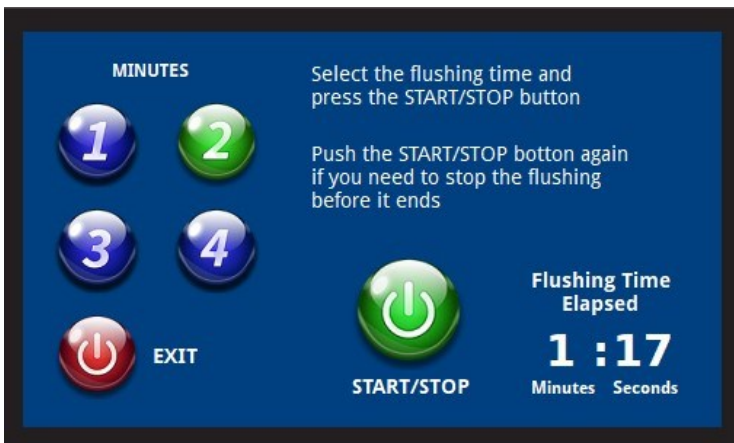 MINUTES
1 2
3 4
EXIT
Select the flushing time and
press the START/STOP button
Push the START/STOP botton again
if you need to stop the flushing
before it ends
START/STOP
Flushing Time
Elapsed
1 : 17
Minutes Seconds